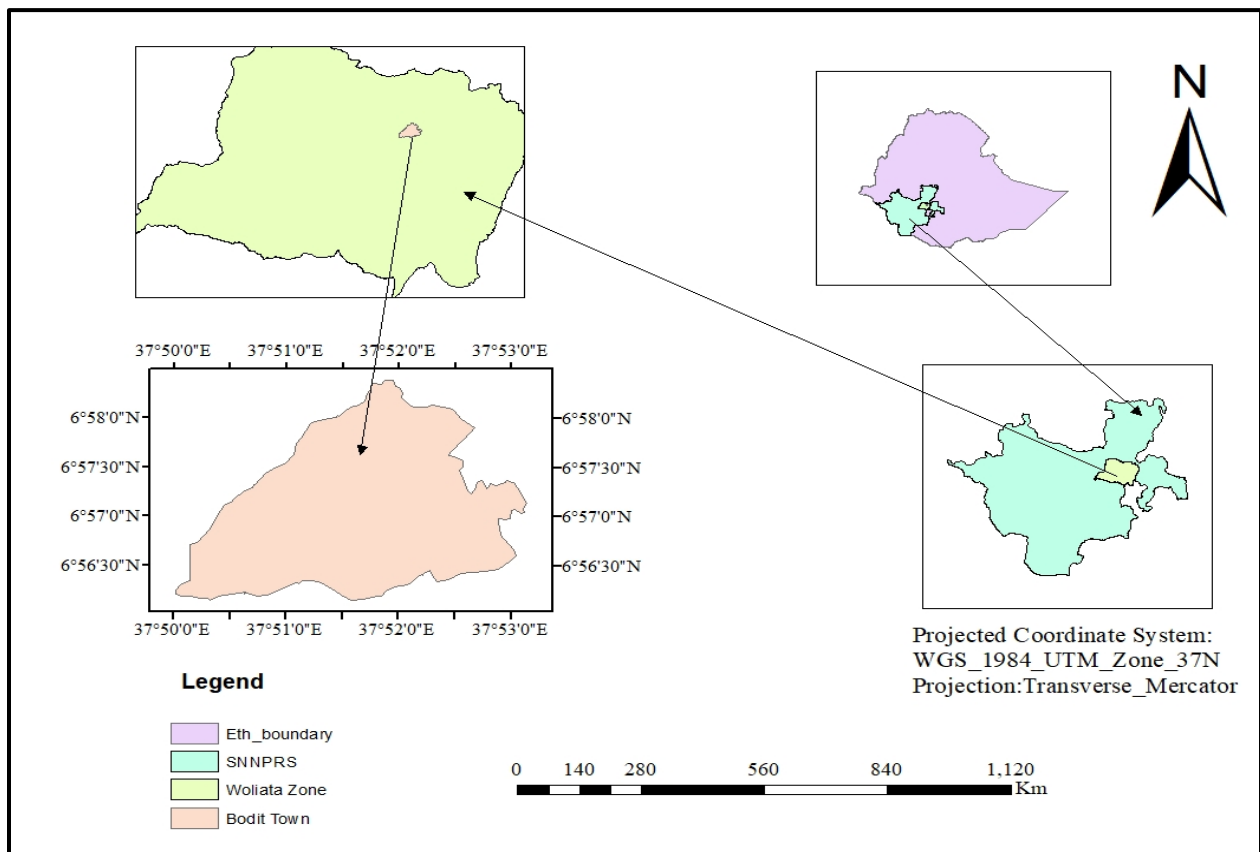 N
37°50'0"E 37°51'0"E 37°52'0"E 37°53'0"E
6°58'0"N 6°58'0"N
6°57'30"N 6°57'30"N
6°57'0"N 6°57'0"N
6°56'30"N 6°56'30"N
37°50'0"E 37°51'0"E 37°52'0"E 37°53'0"E
Projected Coordinate System:
WGS_1984_UTM_Zone_37N
Projection:Transverse_Mercator
Legend
Eth_boundary
SNNPRS
Woliata Zone
Bodit Town
0 140 280 560 840 1,120
Km